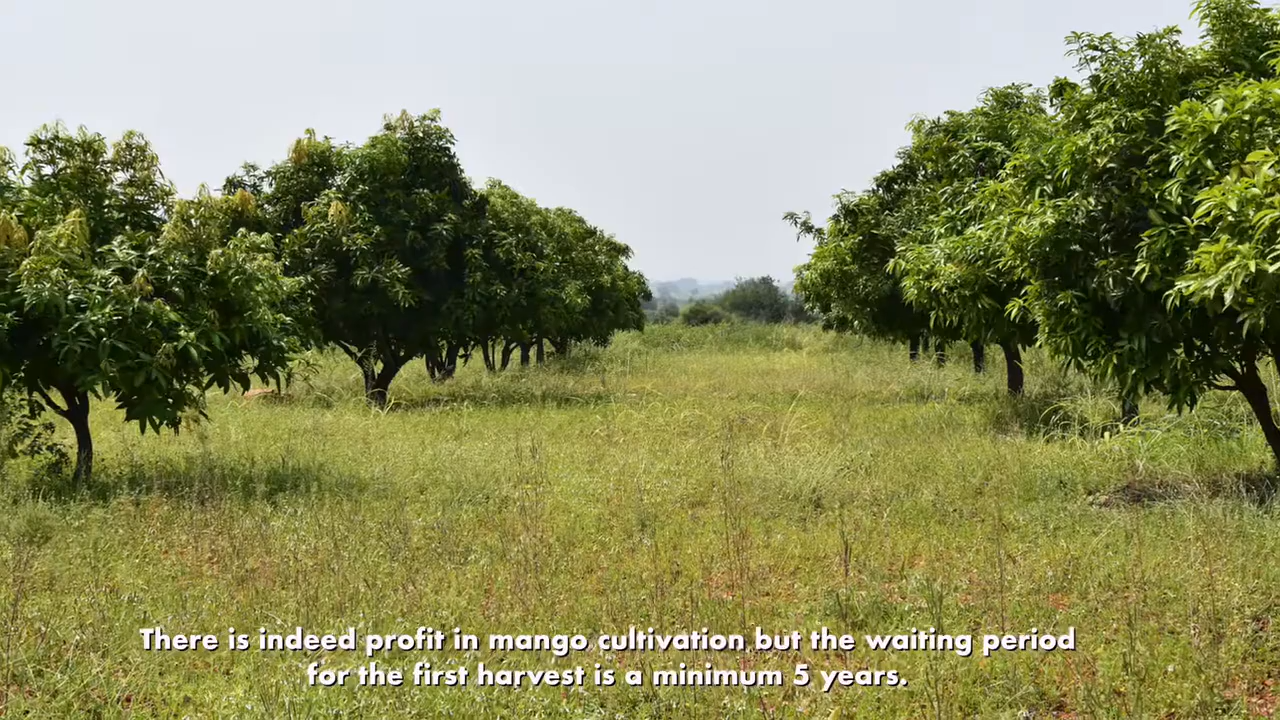 There is indeed profit in mango cultivation but the waiting period
for the first harvest is a minimum 5 years.